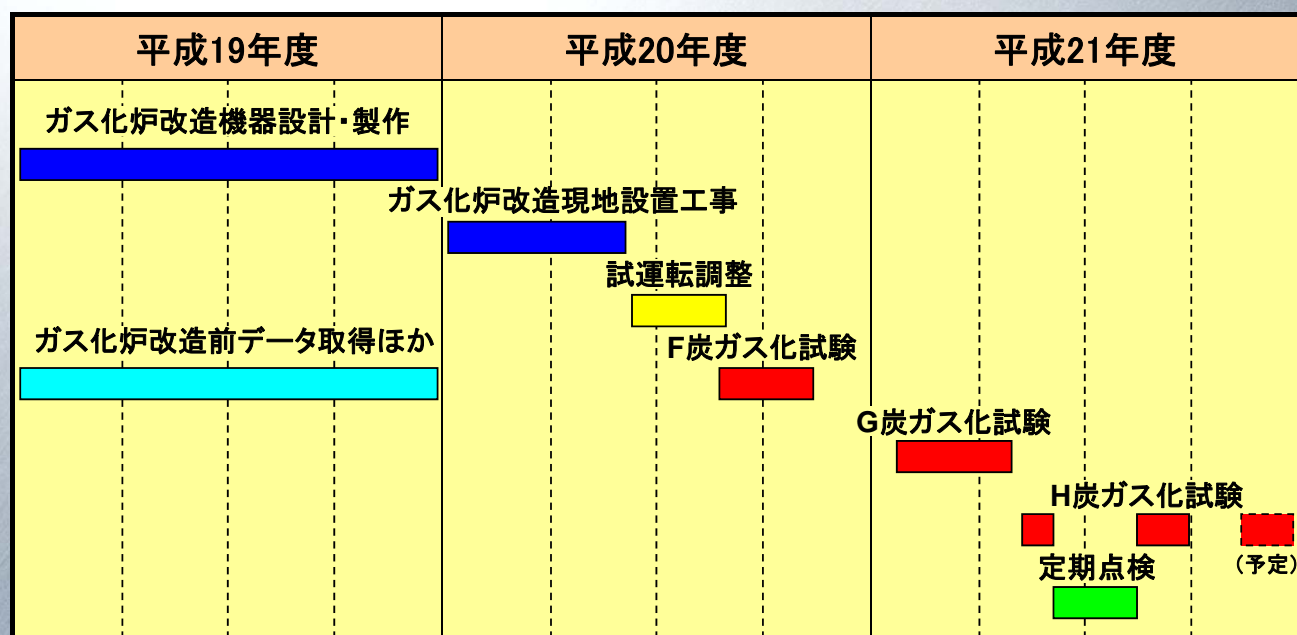 平成19年度
平成20年度
平成21年度
ガス化炉改造機器設計・製作
ガス化炉改造現地設置工事
試運転調整
ガス化炉改造前データ取得ほか
F炭ガス化試験
G炭ガス化試験
H炭ガス化試験
定期点検
（予定）